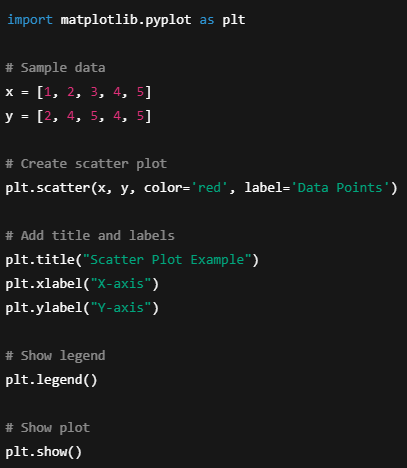 import matplotlib.pyplot as plt
# Sample data
x = [1, 2, 3, 4, 5]
y = [2, 4, 5, 4, 5]
# Create scatter plot
plt.scatter(x, y, color='red', label='Data Points')
# Add title and labels
plt.title("Scatter Plot Example")
plt.xlabel("X-axis")
plt.ylabel("Y-axis")
# Show legend
plt.legend()
# Show plot
plt.show()